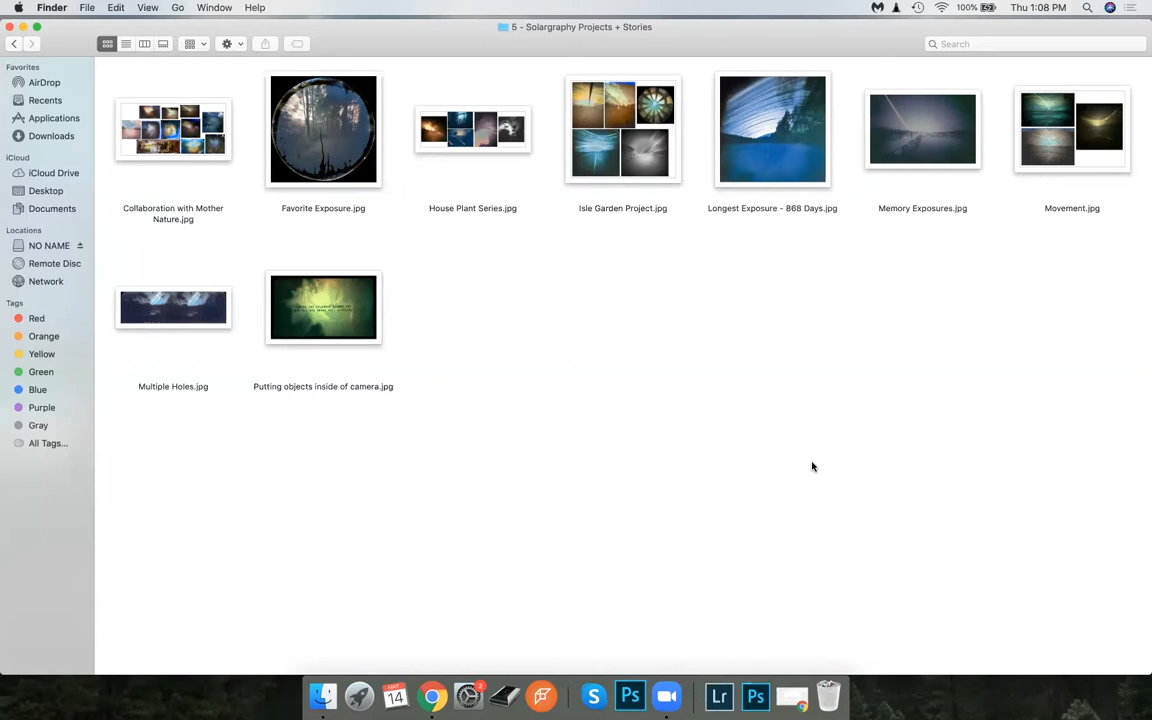 Finder File Edit View Go Window Help 100% Thu 1:08 PM
5 - Solargraphy Projects + Stories
Search
Favorites
AirDrop
Recents
Applications
Downloads
iCloud
iCloud Drive
Desktop
Documents
Locations
NO NAME
Remote Disc
Network
Tags
Red
Orange
Yellow
Green
Blue
Purple
Gray
All Tags...
Collaboration with Mother
Nature.jpg
Favorite Exposure.jpg
House Plant Series.jpg
Isle Garden Project.jpg
Longest Exposure - 868 Days.jpg
Memory Exposures.jpg
Movement.jpg
Multiple Holes.jpg
Putting objects inside of camera.jpg
MAY
14
2
S
Ps
Lr
Ps